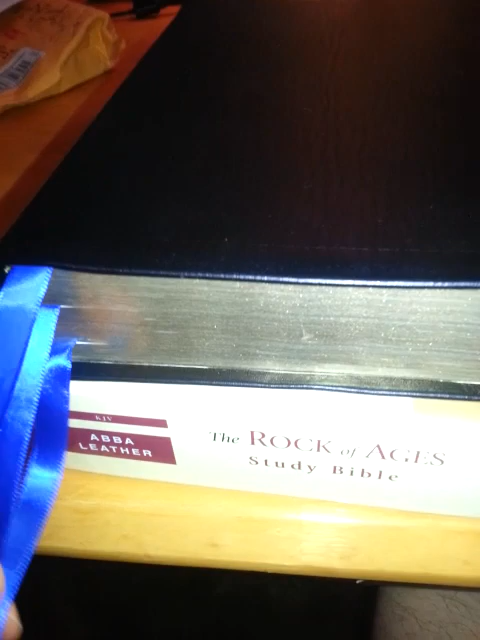 KJV
ABBA
LEATHER
The ROCK of AGES
Study Bible